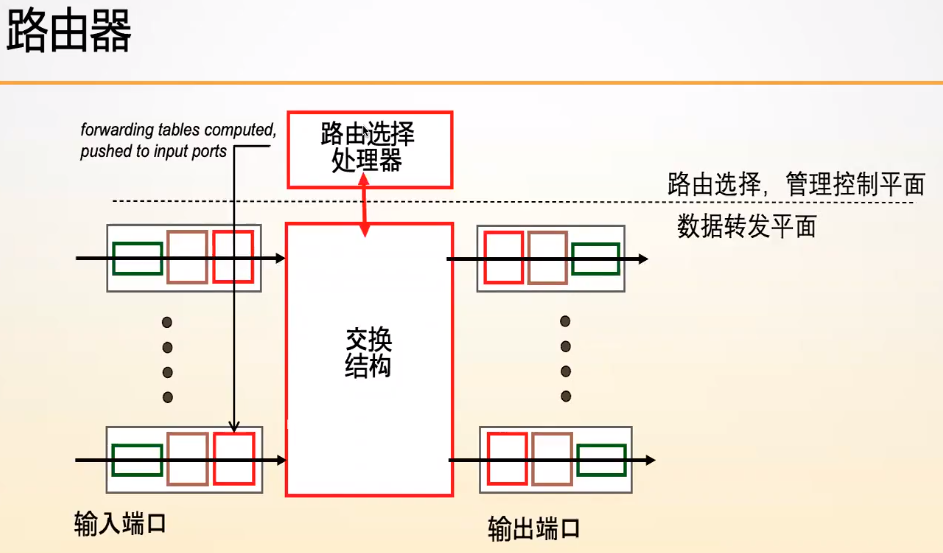 路由器
forwarding tables computed,
pushed to input ports
路由选择
处理器
路由选择，管理控制平面
数据转发平面
交换
结构
输入端口
输出端口